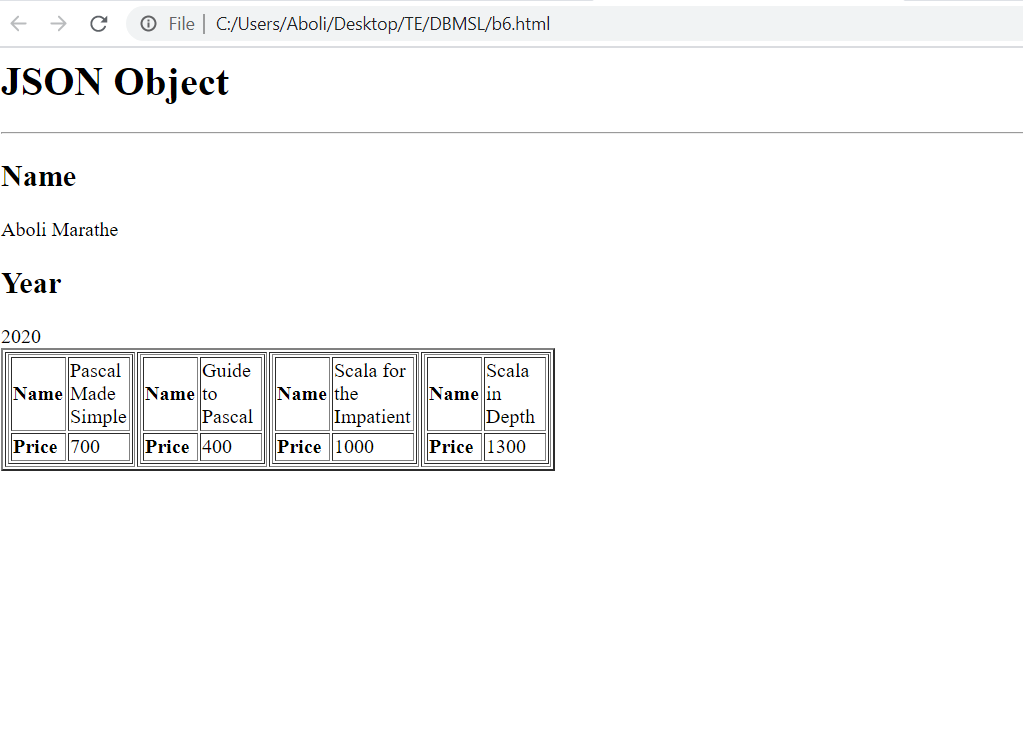 File | C:/Users/Aboli/Desktop/TE/DBMSL/b6.html
JSON Object
Name
Aboli Marathe
Year
2020
Name
Pascal
Made
Simple
Price
700
Name
Guide
to
Pascal
Price
400
Name
Scala for
the
Impatient
Price
1000
Name
Scala
in
Depth
Price
1300